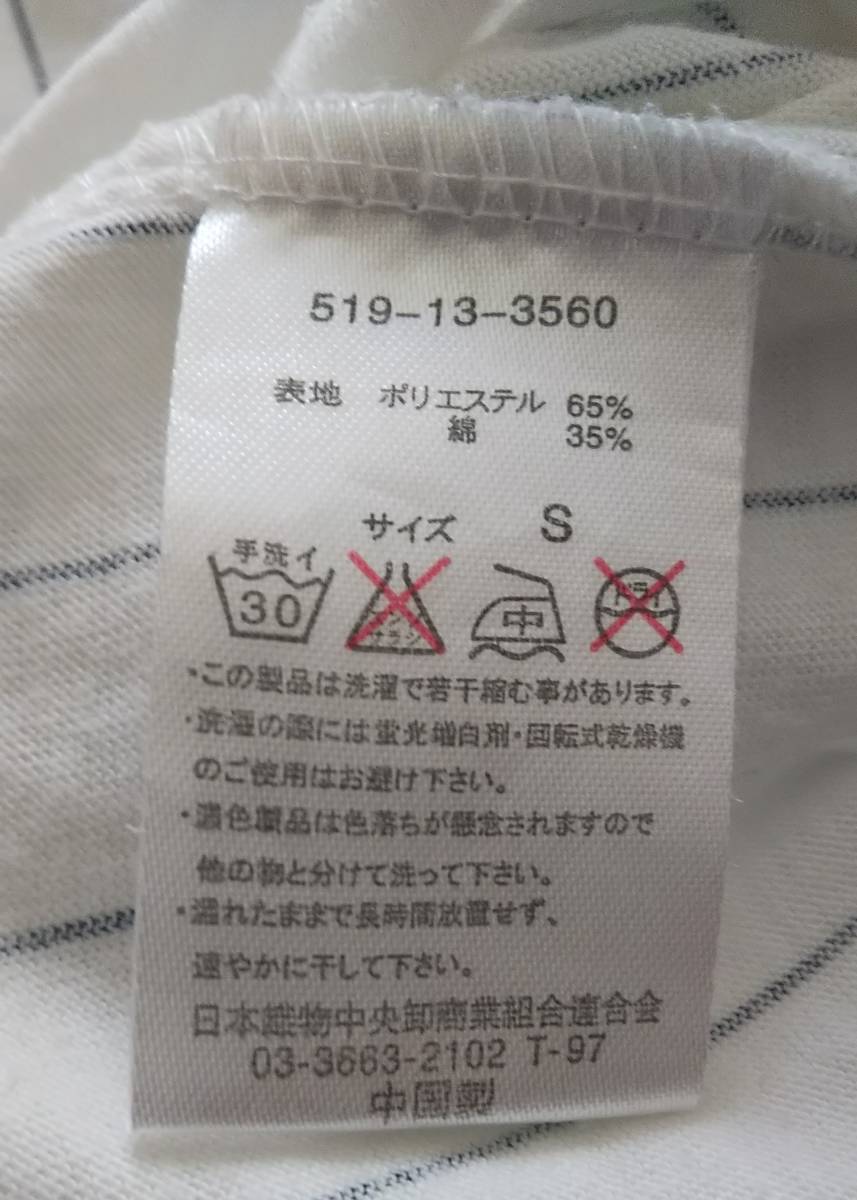 519-13-3560
表地 ポリエステル 65%
綿 35%
サイズ S
手洗イ
30
エンソ
サラシ
中
ドライ
・この製品は洗濯で若干縮む事があります。
・洗濯の際には蛍光増白剤・回転式乾燥機
のご使用はお避け下さい。
・濃色製品は色落ちが懸念されますので
他の物と分けて洗って下さい。
・濡れたままで長時間放置せず、
速やかに干して下さい。
日本織物中央卸商業組合連合会
03-3663-2102 T-97
中国製